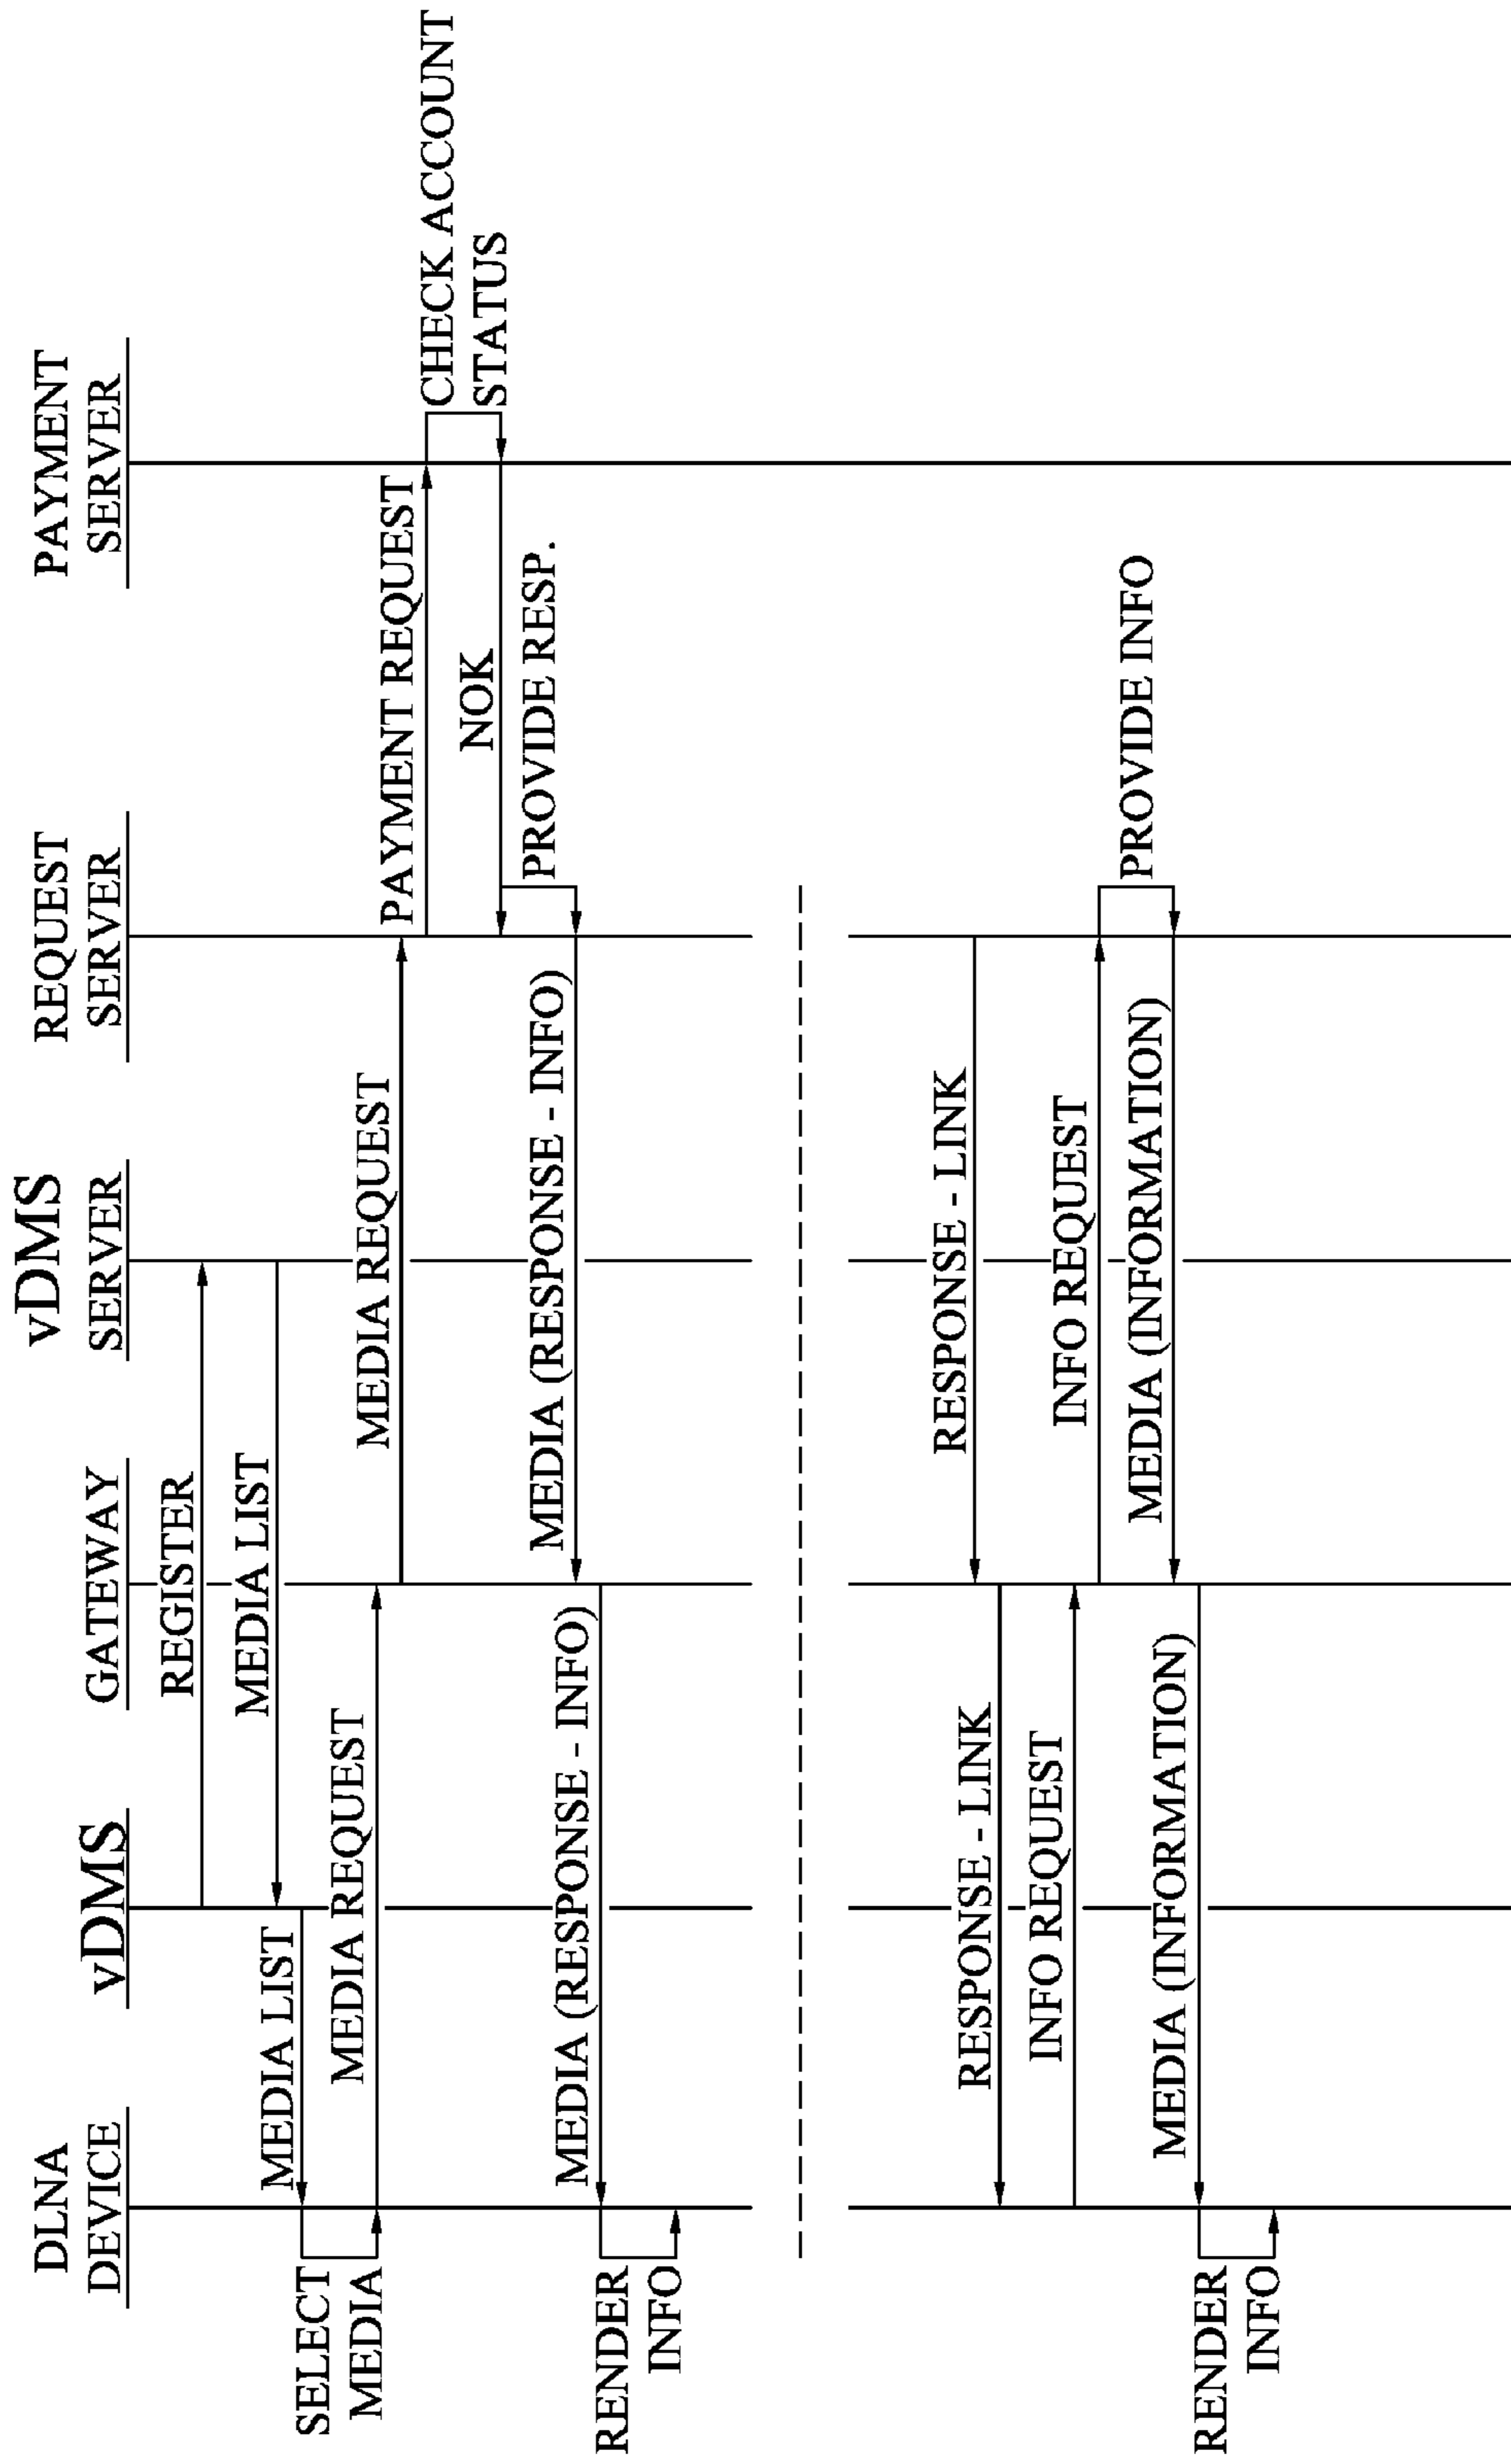 DLNA
DEVICE
vDMS
GATEWAY
vDMS
SERVER
REQUEST
SERVER
PAYMENT
SERVER
REGISTER
MEDIA LIST
MEDIA LIST
SELECT
MEDIA
MEDIA REQUEST
MEDIA REQUEST
PAYMENT REQUEST
CHECK ACCOUNT
STATUS
NOK
PROVIDE RESP.
MEDIA (RESPONSE - INFO)
MEDIA (RESPONSE - INFO)
RENDER
INFO
RESPONSE - LINK
RESPONSE - LINK
INFO REQUEST
INFO REQUEST
PROVIDE INFO
MEDIA (INFORMATION)
MEDIA (INFORMATION)
RENDER
INFO